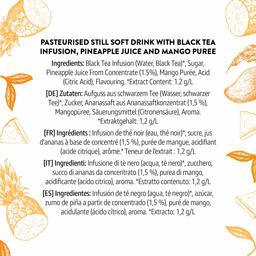 PASTEURISED STILL SOFT DRINK WITH BLACK TEA
INFUSION, PINEAPPLE JUICE AND MANGO PUREE
Ingredients: Black Tea Infusion (Water, Black Tea)*, Sugar,
Pineapple Juice From Concentrate (1.5%), Mango Purée, Acid
(Citric Acid), Flavouring. *Extract Content: 1.2 g/L
[DE] Zutaten: Aufguss aus schwarzem Tee (Wasser, schwarzer
Tee)*, Zucker, Ananassaft aus Ananassaftkonzentrat (1,5 %),
Mangopüree, Säuerungsmittel (Citronensäure), Aroma.
*Extraktgehalt: 1,2 g/L
[FR] Ingrédients : Infusion de thé noir (eau, thé noir)*, sucre, jus
d'ananas à base de concentré (1,5 %), purée de mangue, acidifiant
(acide citrique), arôme.* Teneur de l'extrait : 1,2 g/L
[IT] Ingredienti: Infusione di tè nero (acqua, tè nero)*, zucchero,
succo di ananas da concentrato (1,5 %), purea di mango,
acidificante (acido citrico), aroma. *Estratto contenuto: 1,2 g/L
[ES] Ingredientes: Infusión de té negro (agua, té negro)*, azúcar,
zumo de piña a partir de concentrado (1,5 %), puré de mango,
acidulante (ácido cítrico), aroma. *Extracto: 1,2 g/L